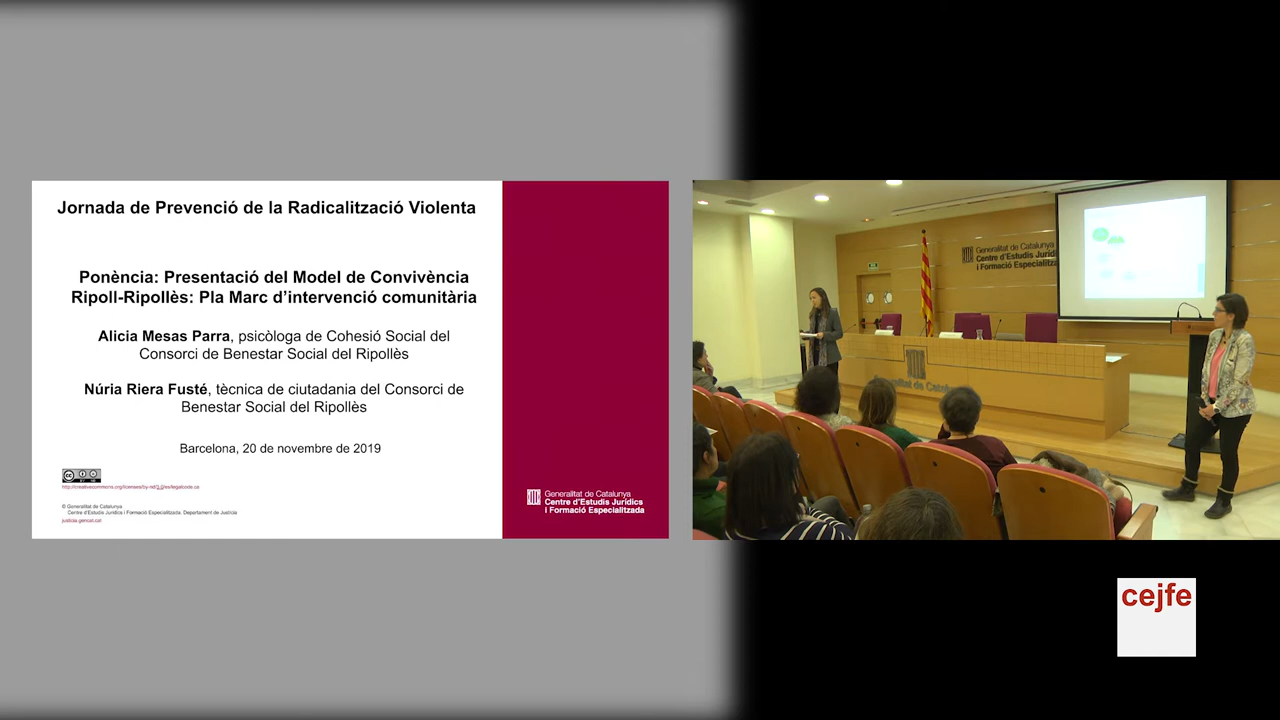 Jornada de Prevenció de la Radicalització Violenta
Ponència: Presentació del Model de Convivència
Ripoll-Ripollès: Pla Marc d'intervenció comunitària
Alicia Mesas Parra, psicòloga de Cohesió Social del
Consorci de Benestar Social del Ripollès
Núria Riera Fusté, tècnica de ciutadania del Consorci de
Benestar Social del Ripollès
Barcelona, 20 de novembre de 2019
© Generalitat de Catalunya
Centre d'Estudis Jurídics i Formació Especialitzada. Departament de Justícia
justicia.gencat.cat
Generalitat de Catalunya
Centre d'Estudis Jurídics
i Formació Especialitzada
Generalitat de Catalunya
Centre d'Estudis
i Formació
cejfe